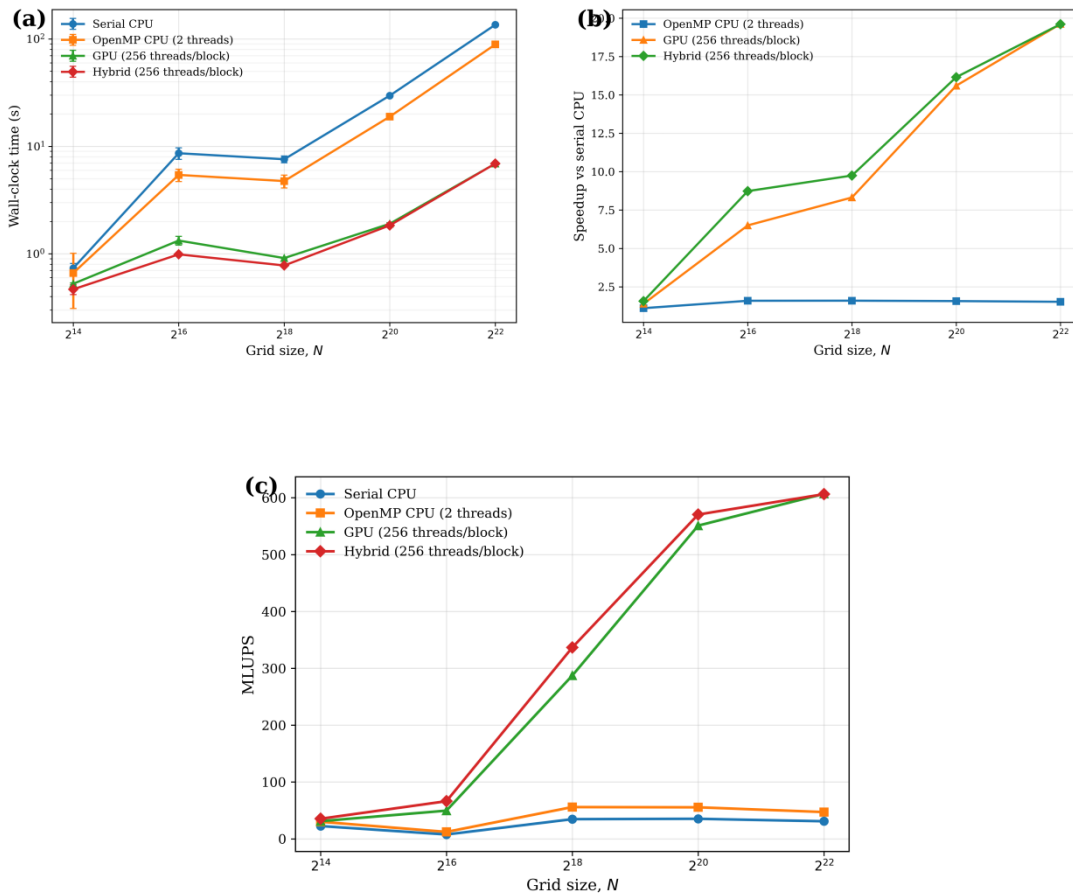 (a)
Serial CPU
OpenMP CPU (2 threads)
GPU (256 threads/block)
Hybrid (256 threads/block)
Wall-clock time (s)
10²
10¹
10⁰
2¹⁴ 2¹⁶ 2¹⁸ 2²⁰ 2²²
Grid size, N
(b)
OpenMP CPU (2 threads)
GPU (256 threads/block)
Hybrid (256 threads/block)
Speedup vs serial CPU
20.0
17.5
15.0
12.5
10.0
7.5
5.0
2.5
2¹⁴ 2¹⁶ 2¹⁸ 2²⁰ 2²²
Grid size, N
(c)
Serial CPU
OpenMP CPU (2 threads)
GPU (256 threads/block)
Hybrid (256 threads/block)
MLUPS
600
500
400
300
200
100
0
2¹⁴ 2¹⁶ 2¹⁸ 2²⁰ 2²²
Grid size, N